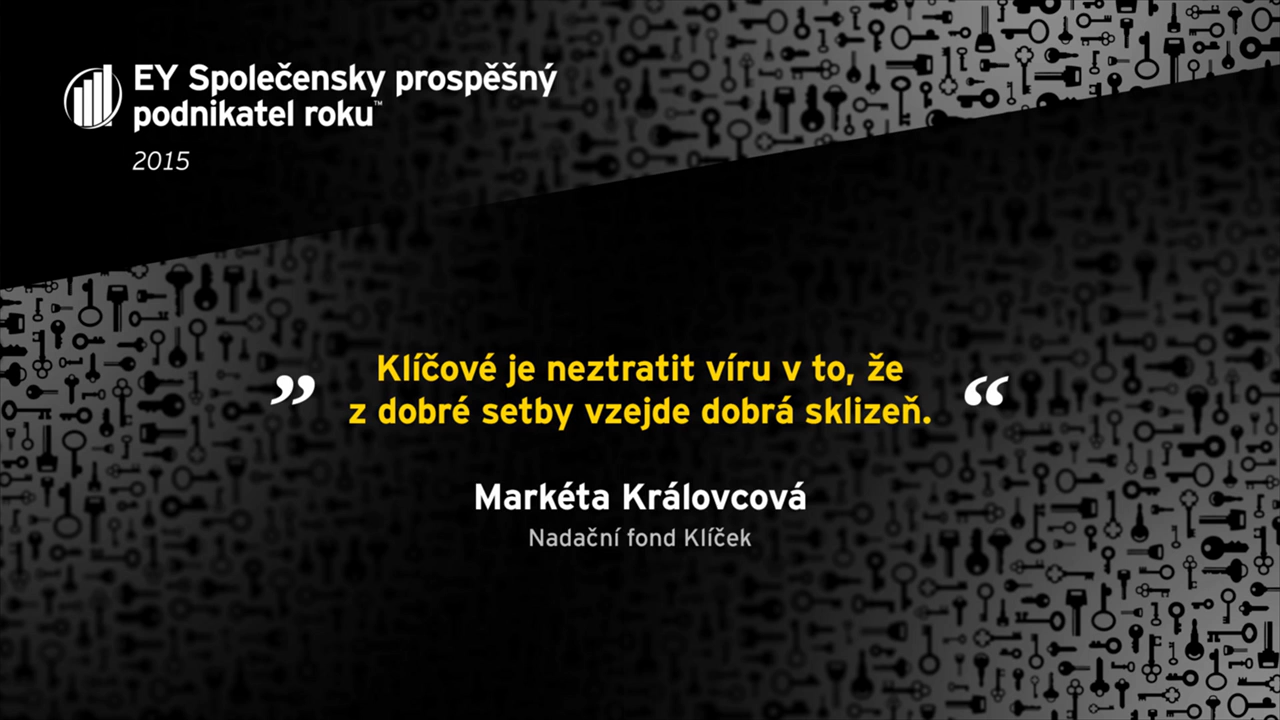 EY Společensky prospěšný
podnikatel roku™
2015
” Klíčové je neztratit víru v to, že
z dobré setby vzejde dobrá sklizeň. “
Markéta Královcová
Nadační fond Klíček